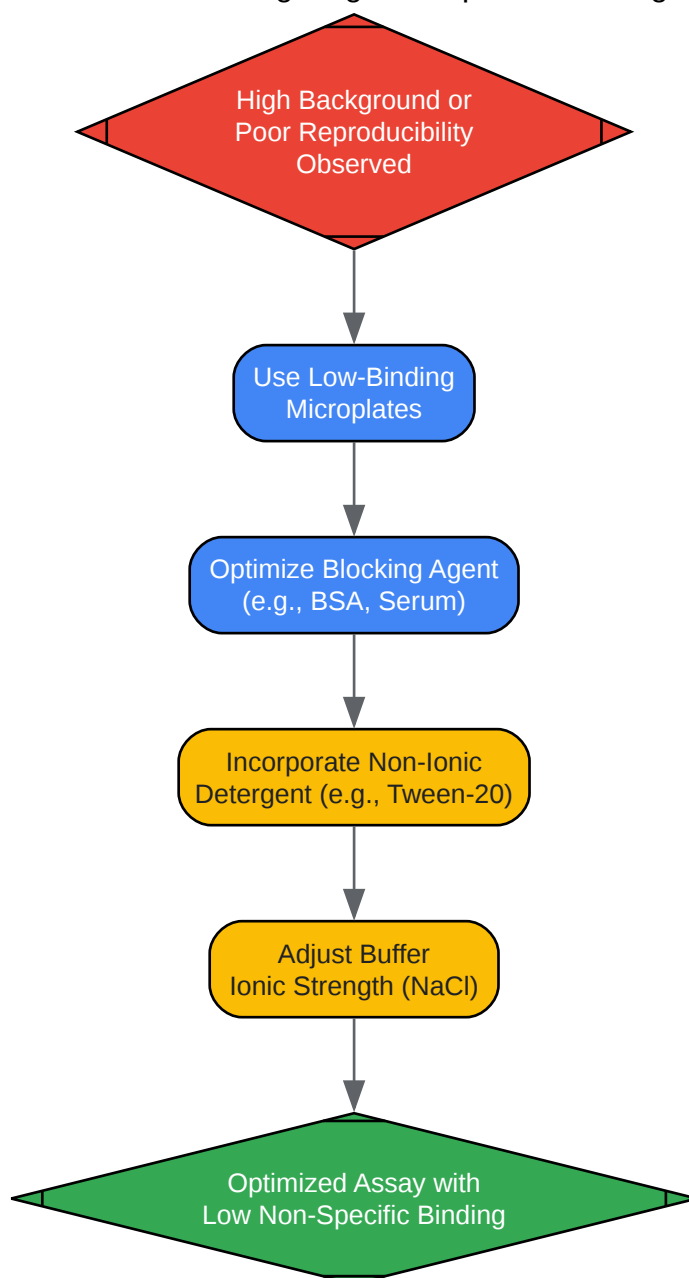 High Background or
Poor Reproducibility
Observed
Use Low-Binding
Microplates
Optimize Blocking Agent
(e.g., BSA, Serum)
Incorporate Non-Ionic
Detergent (e.g., Tween-20)
Adjust Buffer
Ionic Strength (NaCl)
Optimized Assay with
Low Non-Specific Binding